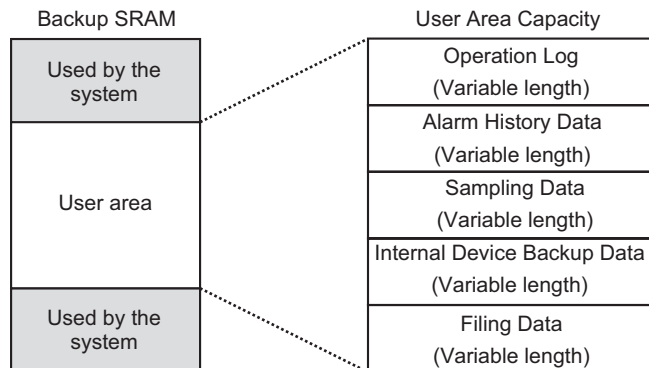 Backup SRAM
Used by the
system
User area
Used by the
system
User Area Capacity
Operation Log
(Variable length)
Alarm History Data
(Variable length)
Sampling Data
(Variable length)
Internal Device Backup Data
(Variable length)
Filing Data
(Variable length)